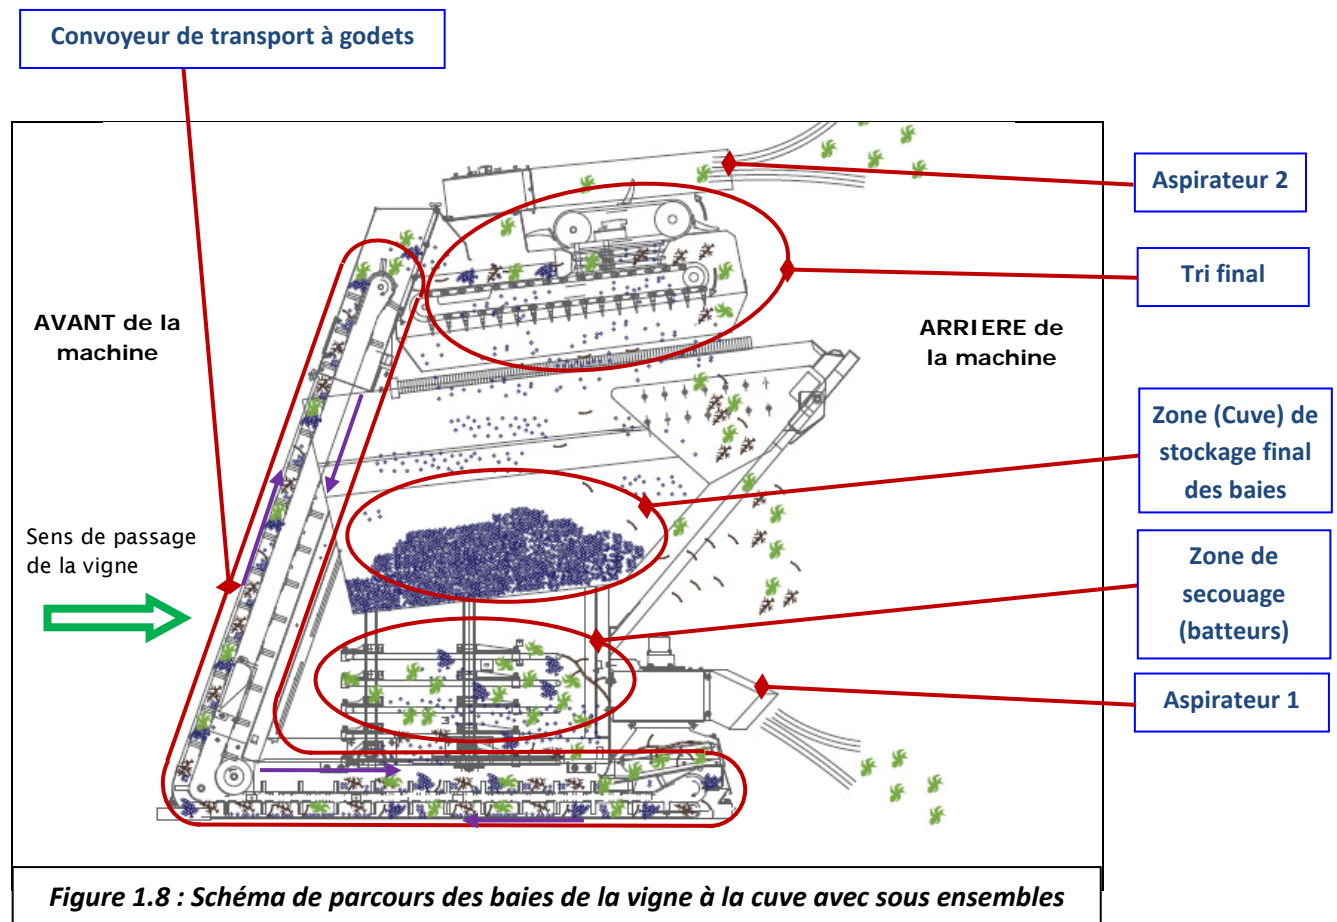 Convoyeur de transport à godets
Aspirateur 2
Tri final
AVANT de la
machine
ARRIERE de
la machine
Zone (Cuve) de
stockage final
des baies
Sens de passage
de la vigne
Zone de
secouage
(batteurs)
Aspirateur 1
Figure 1.8 : Schéma de parcours des baies de la vigne à la cuve avec sous ensembles